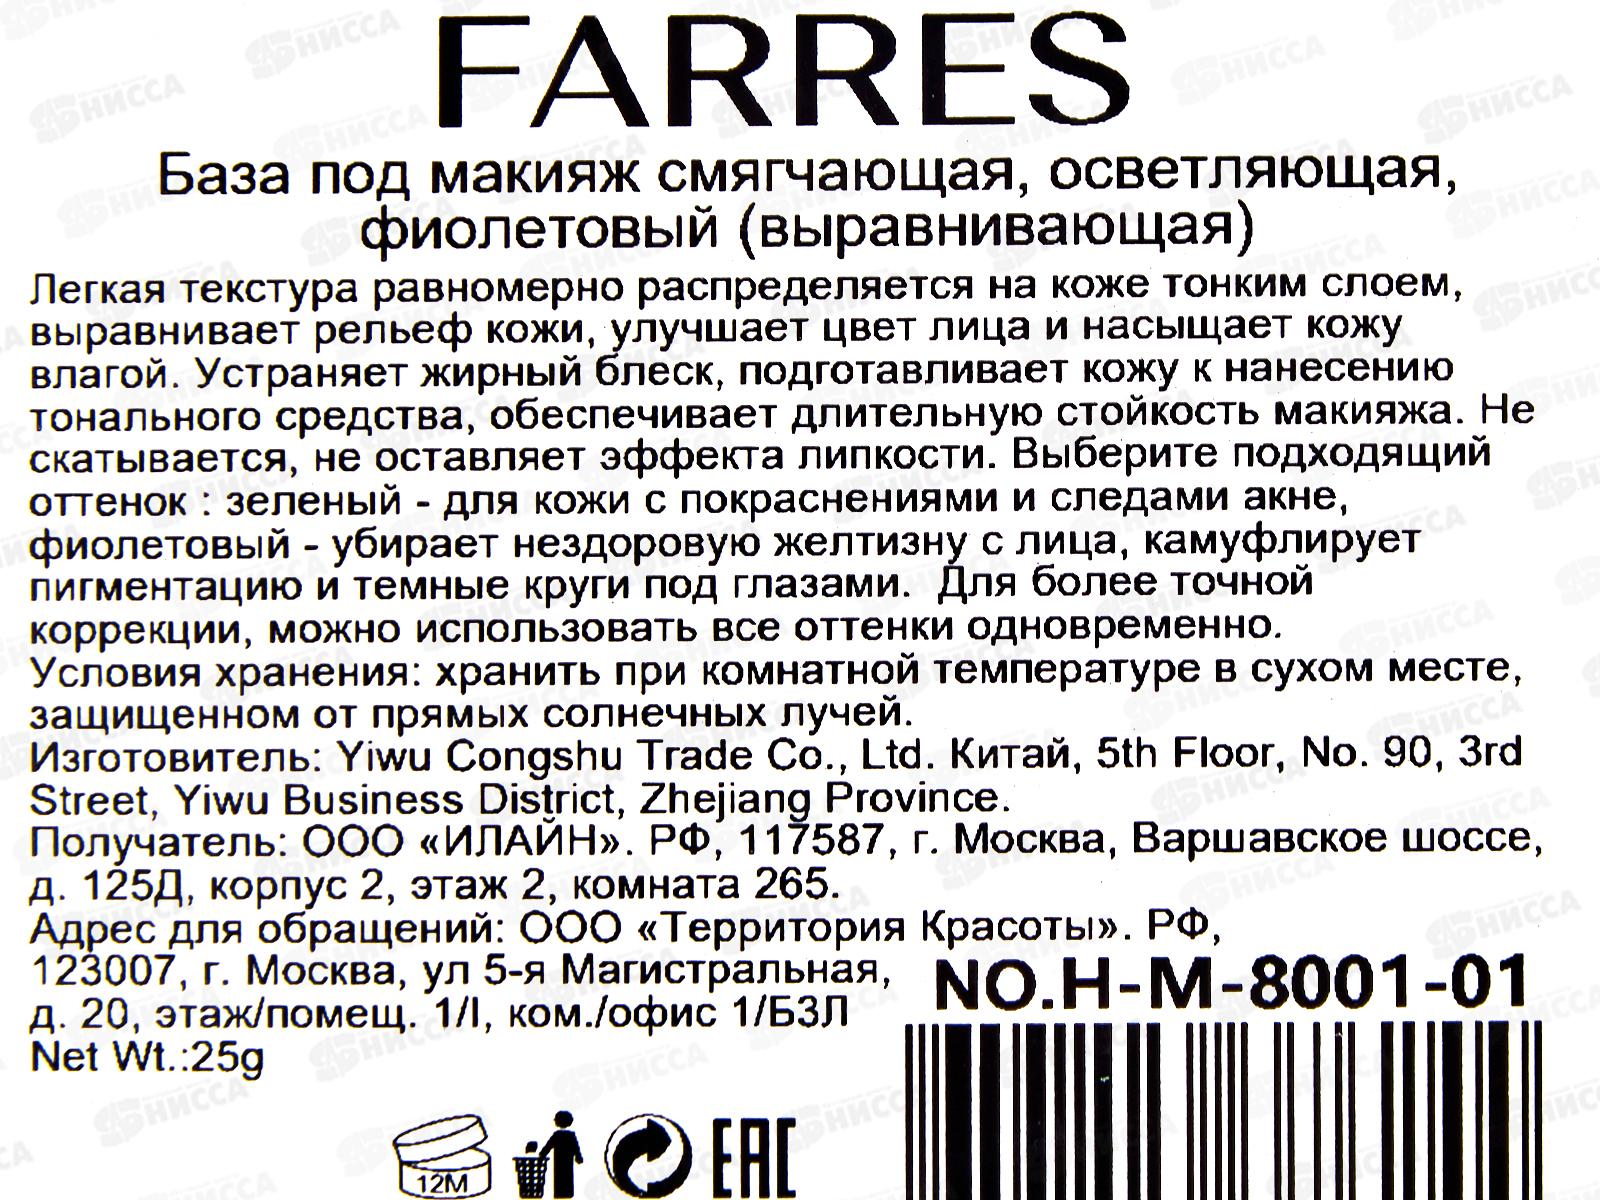 FARRES
База под макияж смягчающая, осветляющая,
фиолетовый (выравнивающая)
Легкая текстура равномерно распределяется на коже тонким слоем,
выравнивает рельеф кожи, улучшает цвет лица и насыщает кожу
влагой. Устраняет жирный блеск, подготавливает кожу к нанесению
тонального средства, обеспечивает длительную стойкость макияжа. Не
скатывается, не оставляет эффекта липкости. Выберите подходящий
оттенок : зеленый - для кожи с покраснениями и следами акне,
фиолетовый - убирает нездоровую желтизну с лица, камуфлирует
пигментацию и темные круги под глазами. Для более точной
коррекции, можно использовать все оттенки одновременно.
Условия хранения: хранить при комнатной температуре в сухом месте,
защищенном от прямых солнечных лучей.
Изготовитель: Yiwu Congshu Trade Co., Ltd. Китай, 5th Floor, No. 90, 3rd
Street, Yiwu Business District, Zhejiang Province.
Получатель: ООО «ИЛАЙН». РФ, 117587, г. Москва, Варшавское шоссе,
д. 125Д, корпус 2, этаж 2, комната 265.
Адрес для обращений: ООО «Территория Красоты». РФ,
123007, г. Москва, ул 5-я Магистральная,
д. 20, этаж/помещ. 1/I, ком./офис 1/Б3Л
Net Wt.:25g
NO.H-M-8001-01
12M
EAC
НИССА